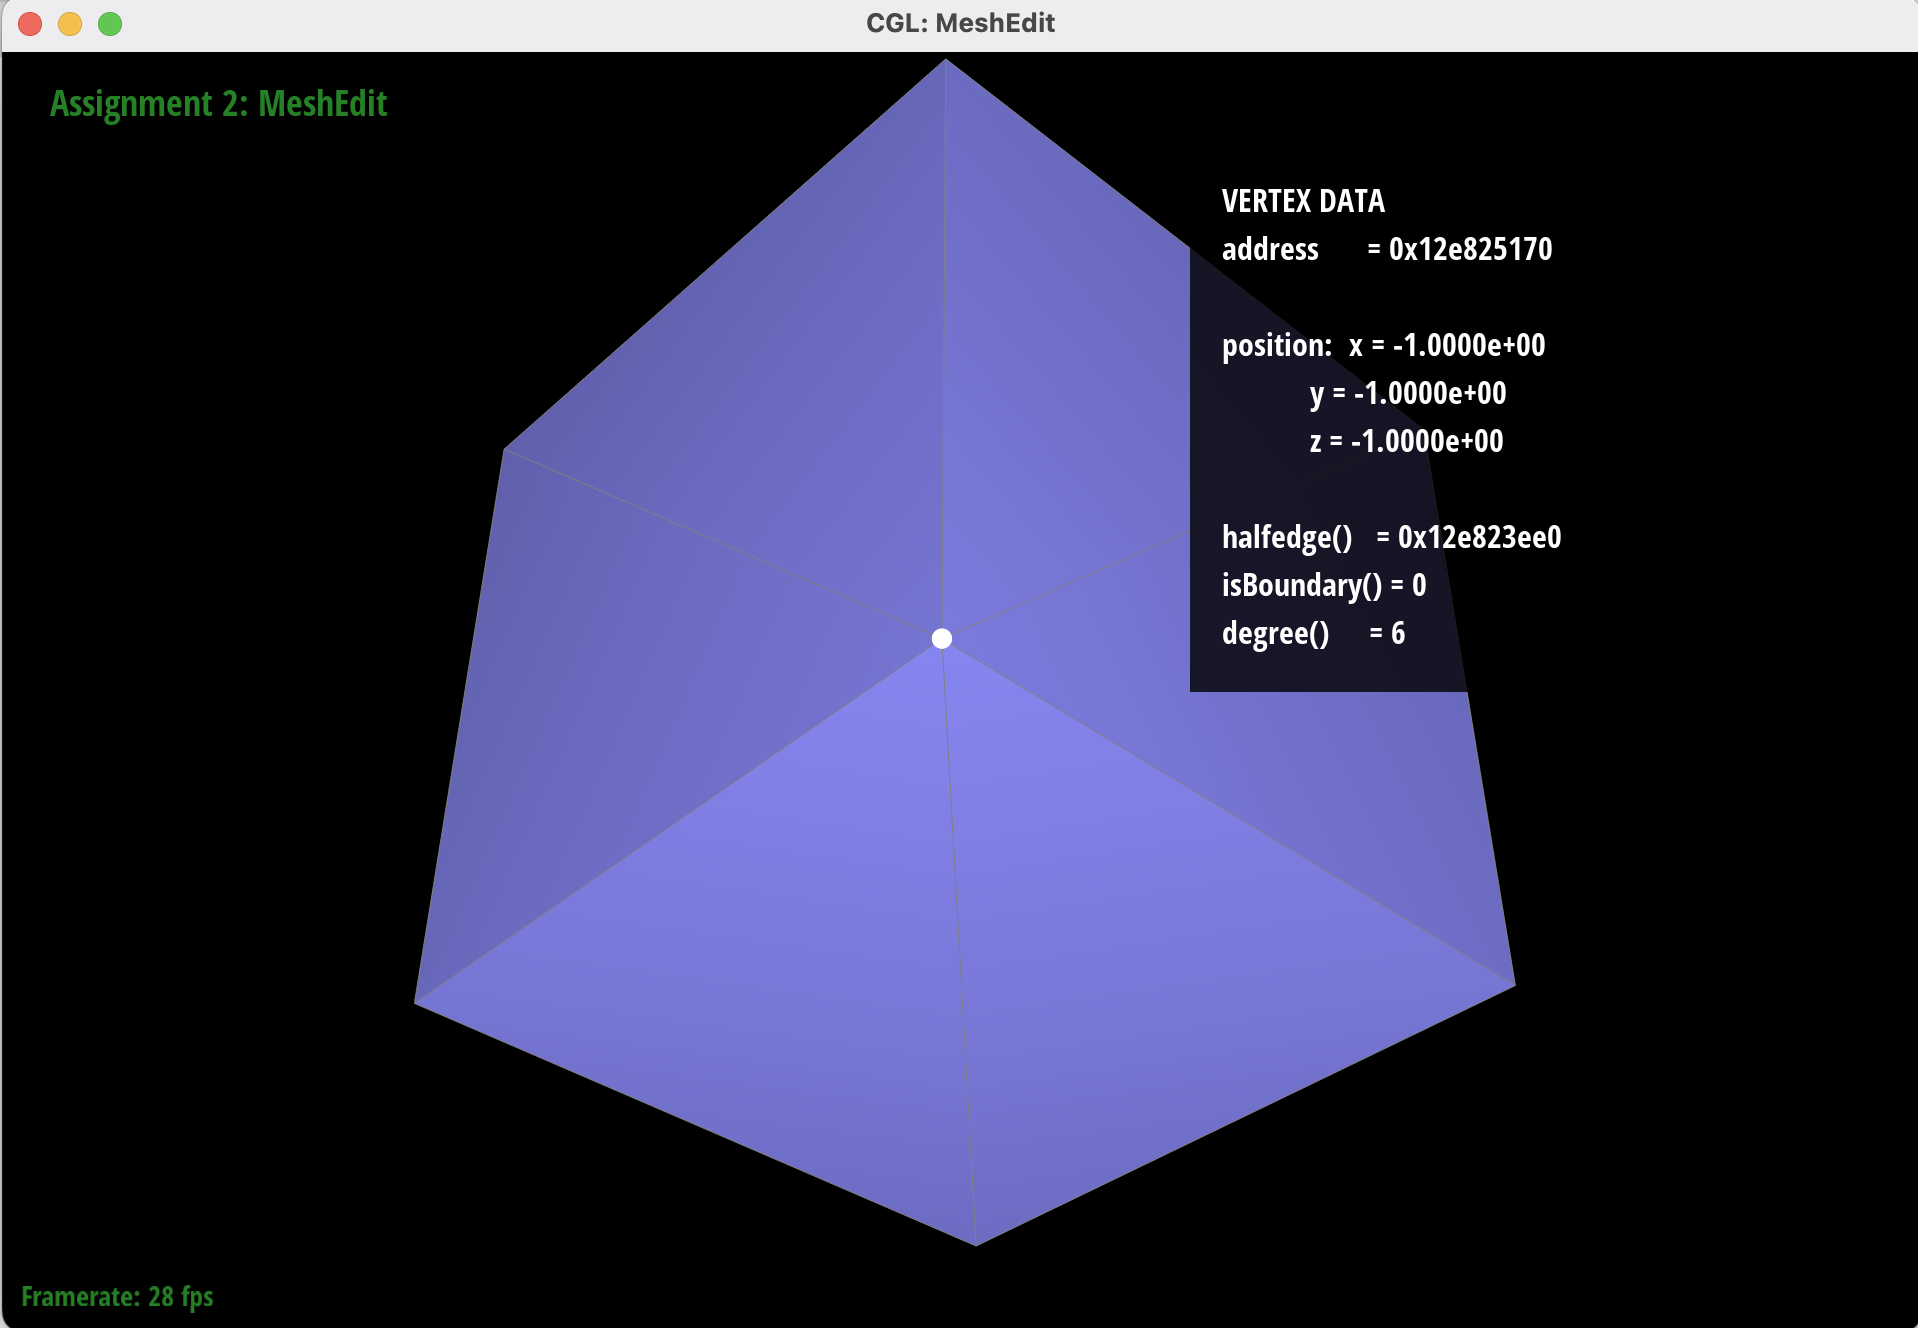 CGL: MeshEdit
Assignment 2: MeshEdit
VERTEX DATA
address = 0x12e825170
position: x = -1.0000e+00
y = -1.0000e+00
z = -1.0000e+00
halfedge() = 0x12e823ee0
isBoundary() = 0
degree() = 6
Framerate: 28 fps